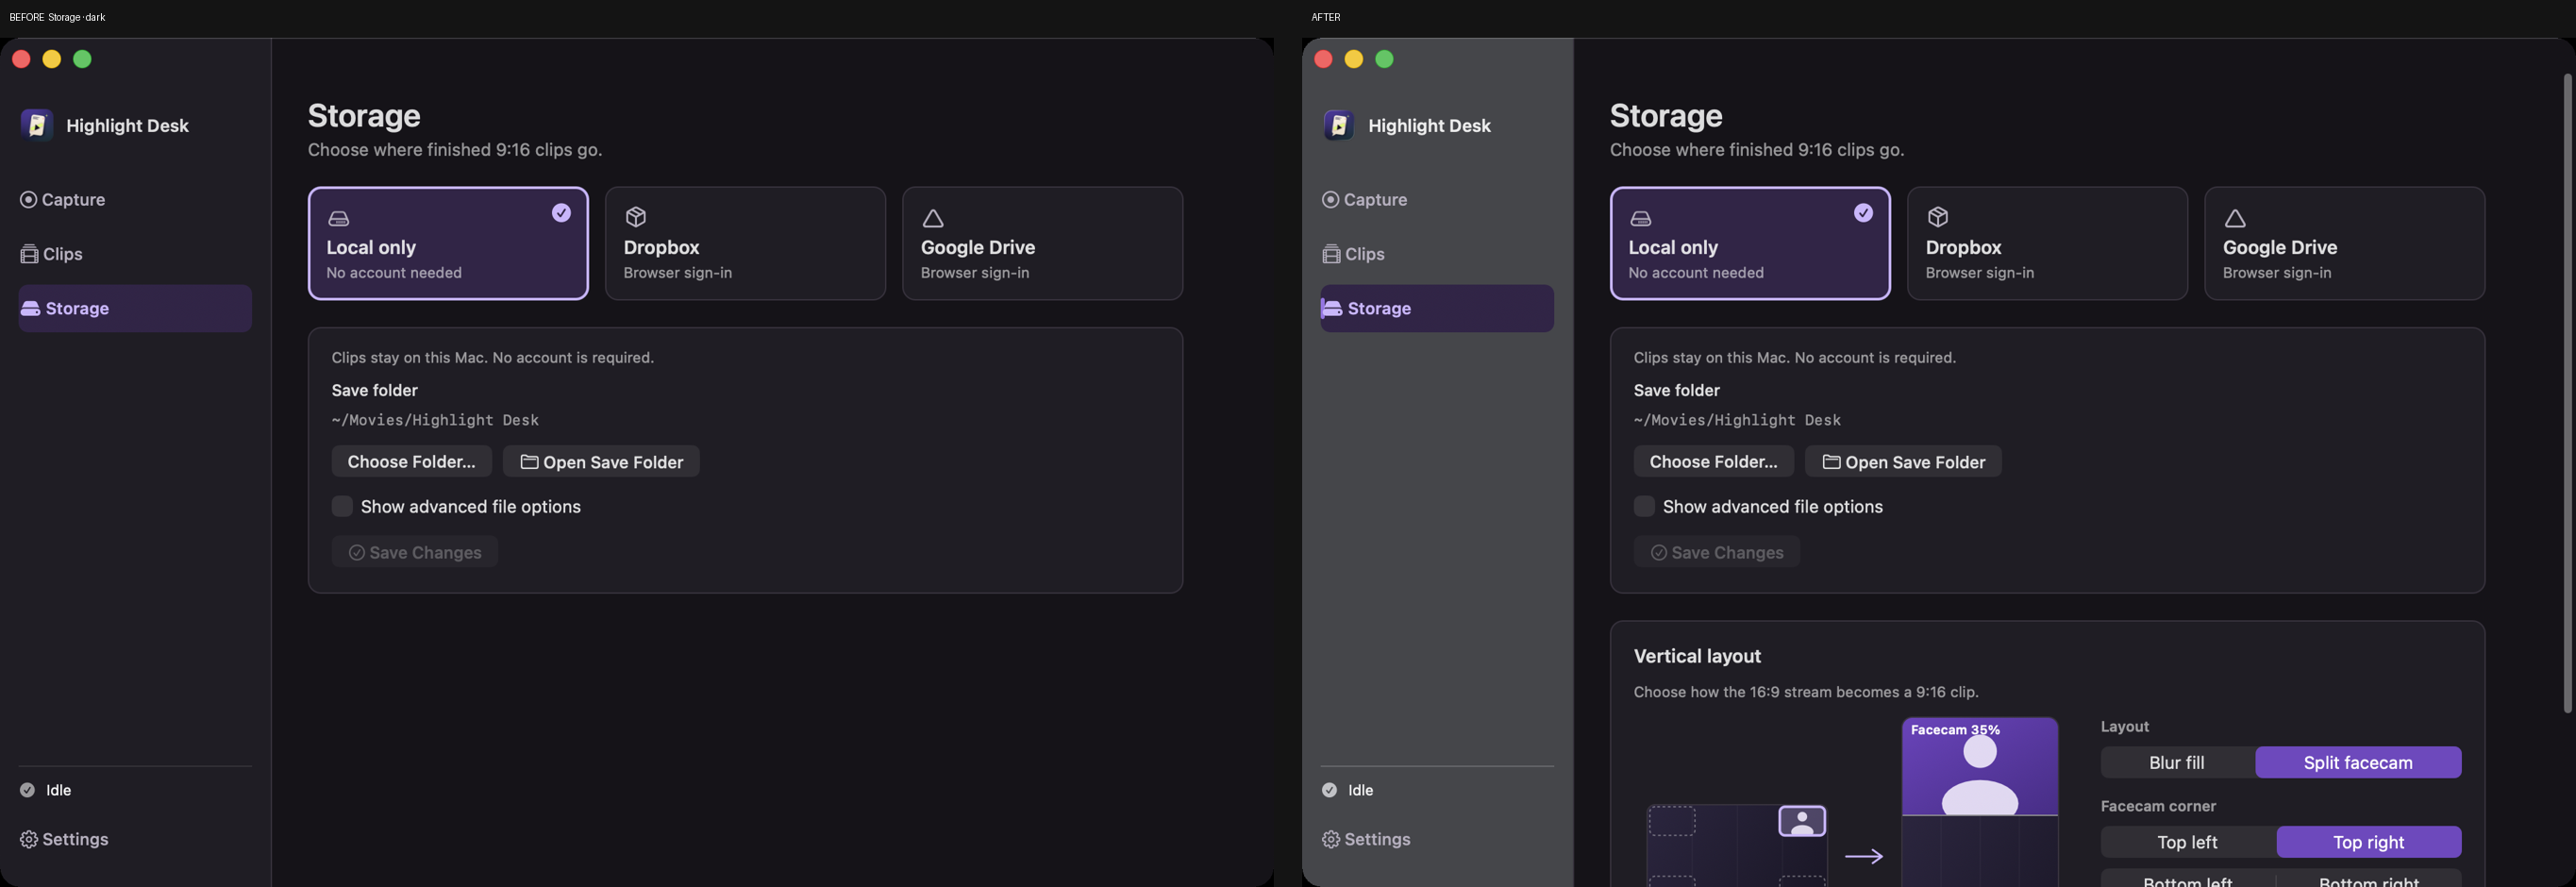 BEFORE Storage · dark
Highlight Desk
Capture
Clips
Storage
Idle
Settings
Storage
Choose where finished 9:16 clips go.
Local only
No account needed
Dropbox
Browser sign-in
Google Drive
Browser sign-in
Clips stay on this Mac. No account is required.
Save folder
~/Movies/Highlight Desk
Choose Folder...
Open Save Folder
Show advanced file options
Save Changes
AFTER
Highlight Desk
Capture
Clips
Storage
Idle
Settings
Storage
Choose where finished 9:16 clips go.
Local only
No account needed
Dropbox
Browser sign-in
Google Drive
Browser sign-in
Clips stay on this Mac. No account is required.
Save folder
~/Movies/Highlight Desk
Choose Folder...
Open Save Folder
Show advanced file options
Save Changes
Vertical layout
Choose how the 16:9 stream becomes a 9:16 clip.
Facecam 35%
Layout
Blur fill
Split facecam
Facecam corner
Top left
Top right
Bottom left
Bottom right